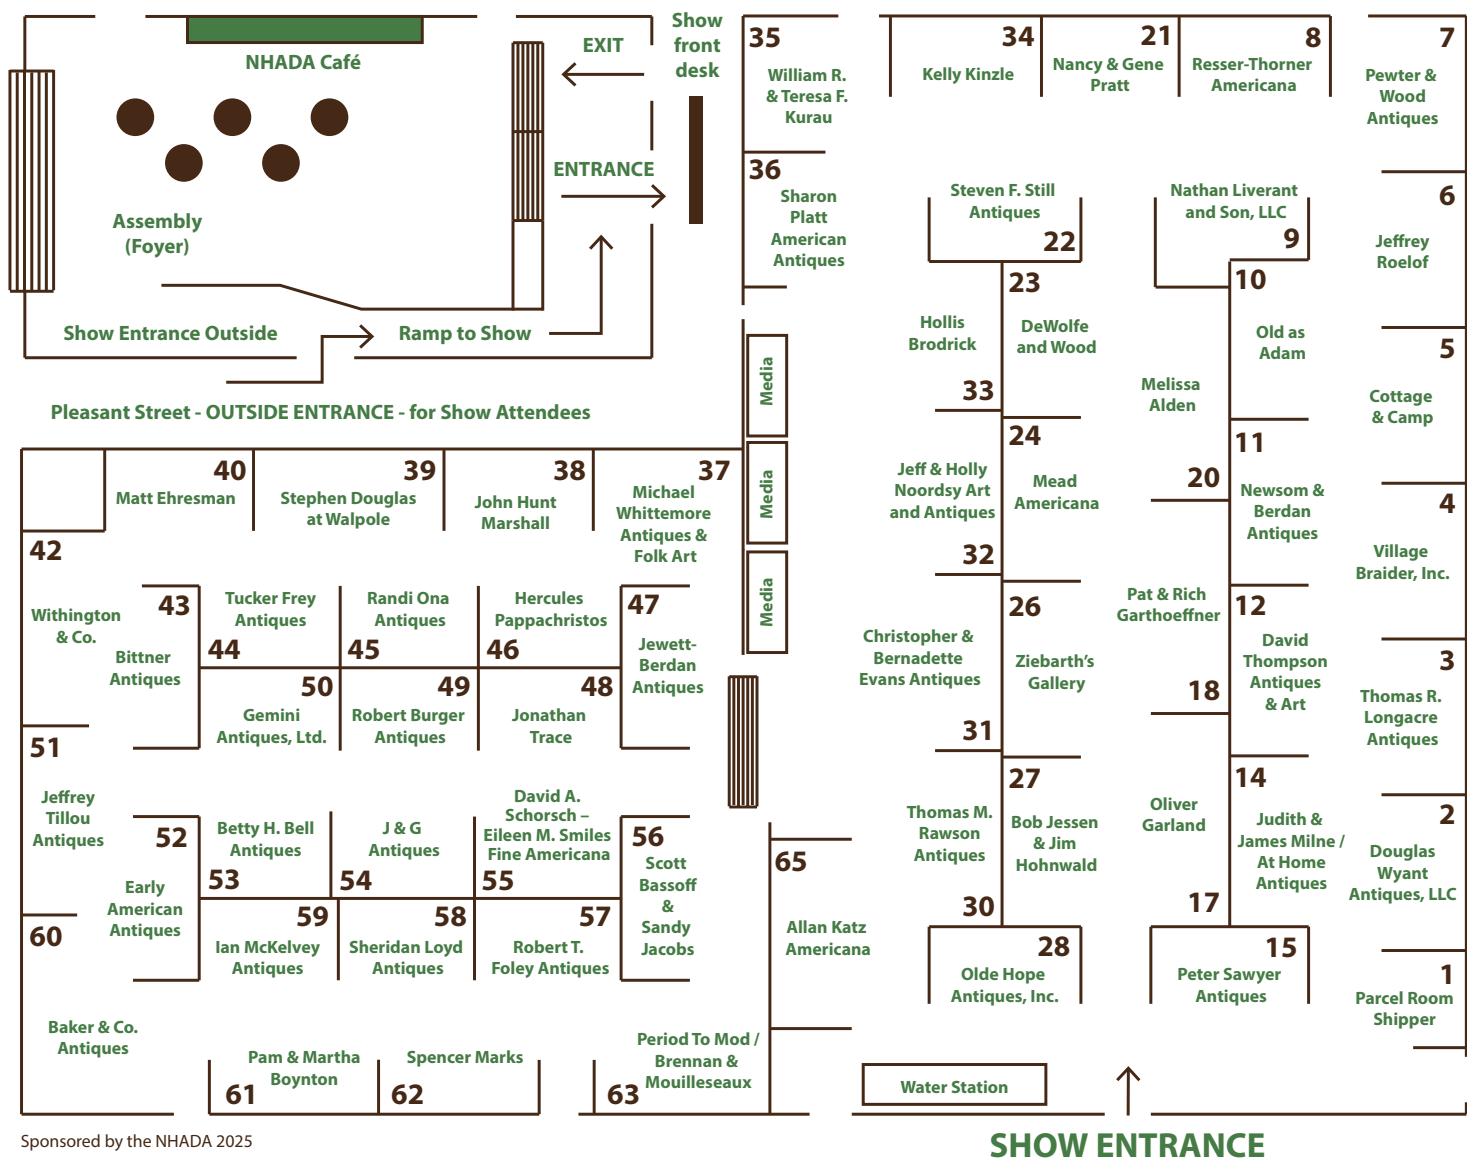 NHADA Café
EXIT
ENTRANCE
Show
front
desk
Assembly
(Foyer)
Show Entrance Outside
Ramp to Show
Pleasant Street - OUTSIDE ENTRANCE - for Show Attendees
35
William R.
& Teresa F.
Kurau
36
Sharon
Platt
American
Antiques
34
Kelly Kinzle
21
Nancy & Gene
Pratt
8
Resser-Thorner
Americana
7
Pewter &
Wood
Antiques
6
Jeffrey
Roelof
5
Cottage
& Camp
4
Village
Braider, Inc.
3
Thomas R.
Longacre
Antiques
2
Douglas
Wyant
Antiques, LLC
1
Parcel Room
Shipper
Steven F. Still
Antiques
22
Nathan Liverant
and Son, LLC
9
23
DeWolfe
and Wood
Hollis
Brodrick
33
10
Old as
Adam
Melissa
Alden
20
24
Mead
Americana
Jeff & Holly
Noordsy Art
and Antiques
32
11
Newsom &
Berdan
Antiques
Pat & Rich
Garthoeffner
18
26
Ziebarth’s
Gallery
Christopher &
Bernadette
Evans Antiques
31
12
David
Thompson
Antiques
& Art
27
Bob Jessen
& Jim
Hohnwald
Thomas M.
Rawson
Antiques
30
14
Judith &
James Milne /
At Home
Antiques
Oliver
Garland
17
28
Olde Hope
Antiques, Inc.
15
Peter Sawyer
Antiques
Media
Media
Media
40
Matt Ehresman
39
Stephen Douglas
at Walpole
38
John Hunt
Marshall
37
Michael
Whittemore
Antiques &
Folk Art
42
Withington
& Co.
43
Bittner
Antiques
Tucker Frey
Antiques
44
Randi Ona
Antiques
45
Hercules
Pappachristos
46
47
Jewett-
Berdan
Antiques
50
Gemini
Antiques, Ltd.
49
Robert Burger
Antiques
48
Jonathan
Trace
51
Jeffrey
Tillou
Antiques
52
Early
American
Antiques
Betty H. Bell
Antiques
53
J & G
Antiques
54
David A.
Schorsch –
Eileen M. Smiles
Fine Americana
55
56
Scott
Bassoff
&
Sandy
Jacobs
59
Ian McKelvey
Antiques
58
Sheridan Loyd
Antiques
57
Robert T.
Foley Antiques
60
Baker & Co.
Antiques
Pam & Martha
Boynton
61
Spencer Marks
62
Period To Mod /
Brennan &
Mouilleseaux
63
65
Allan Katz
Americana
Water Station
SHOW ENTRANCE
Sponsored by the NHADA 2025